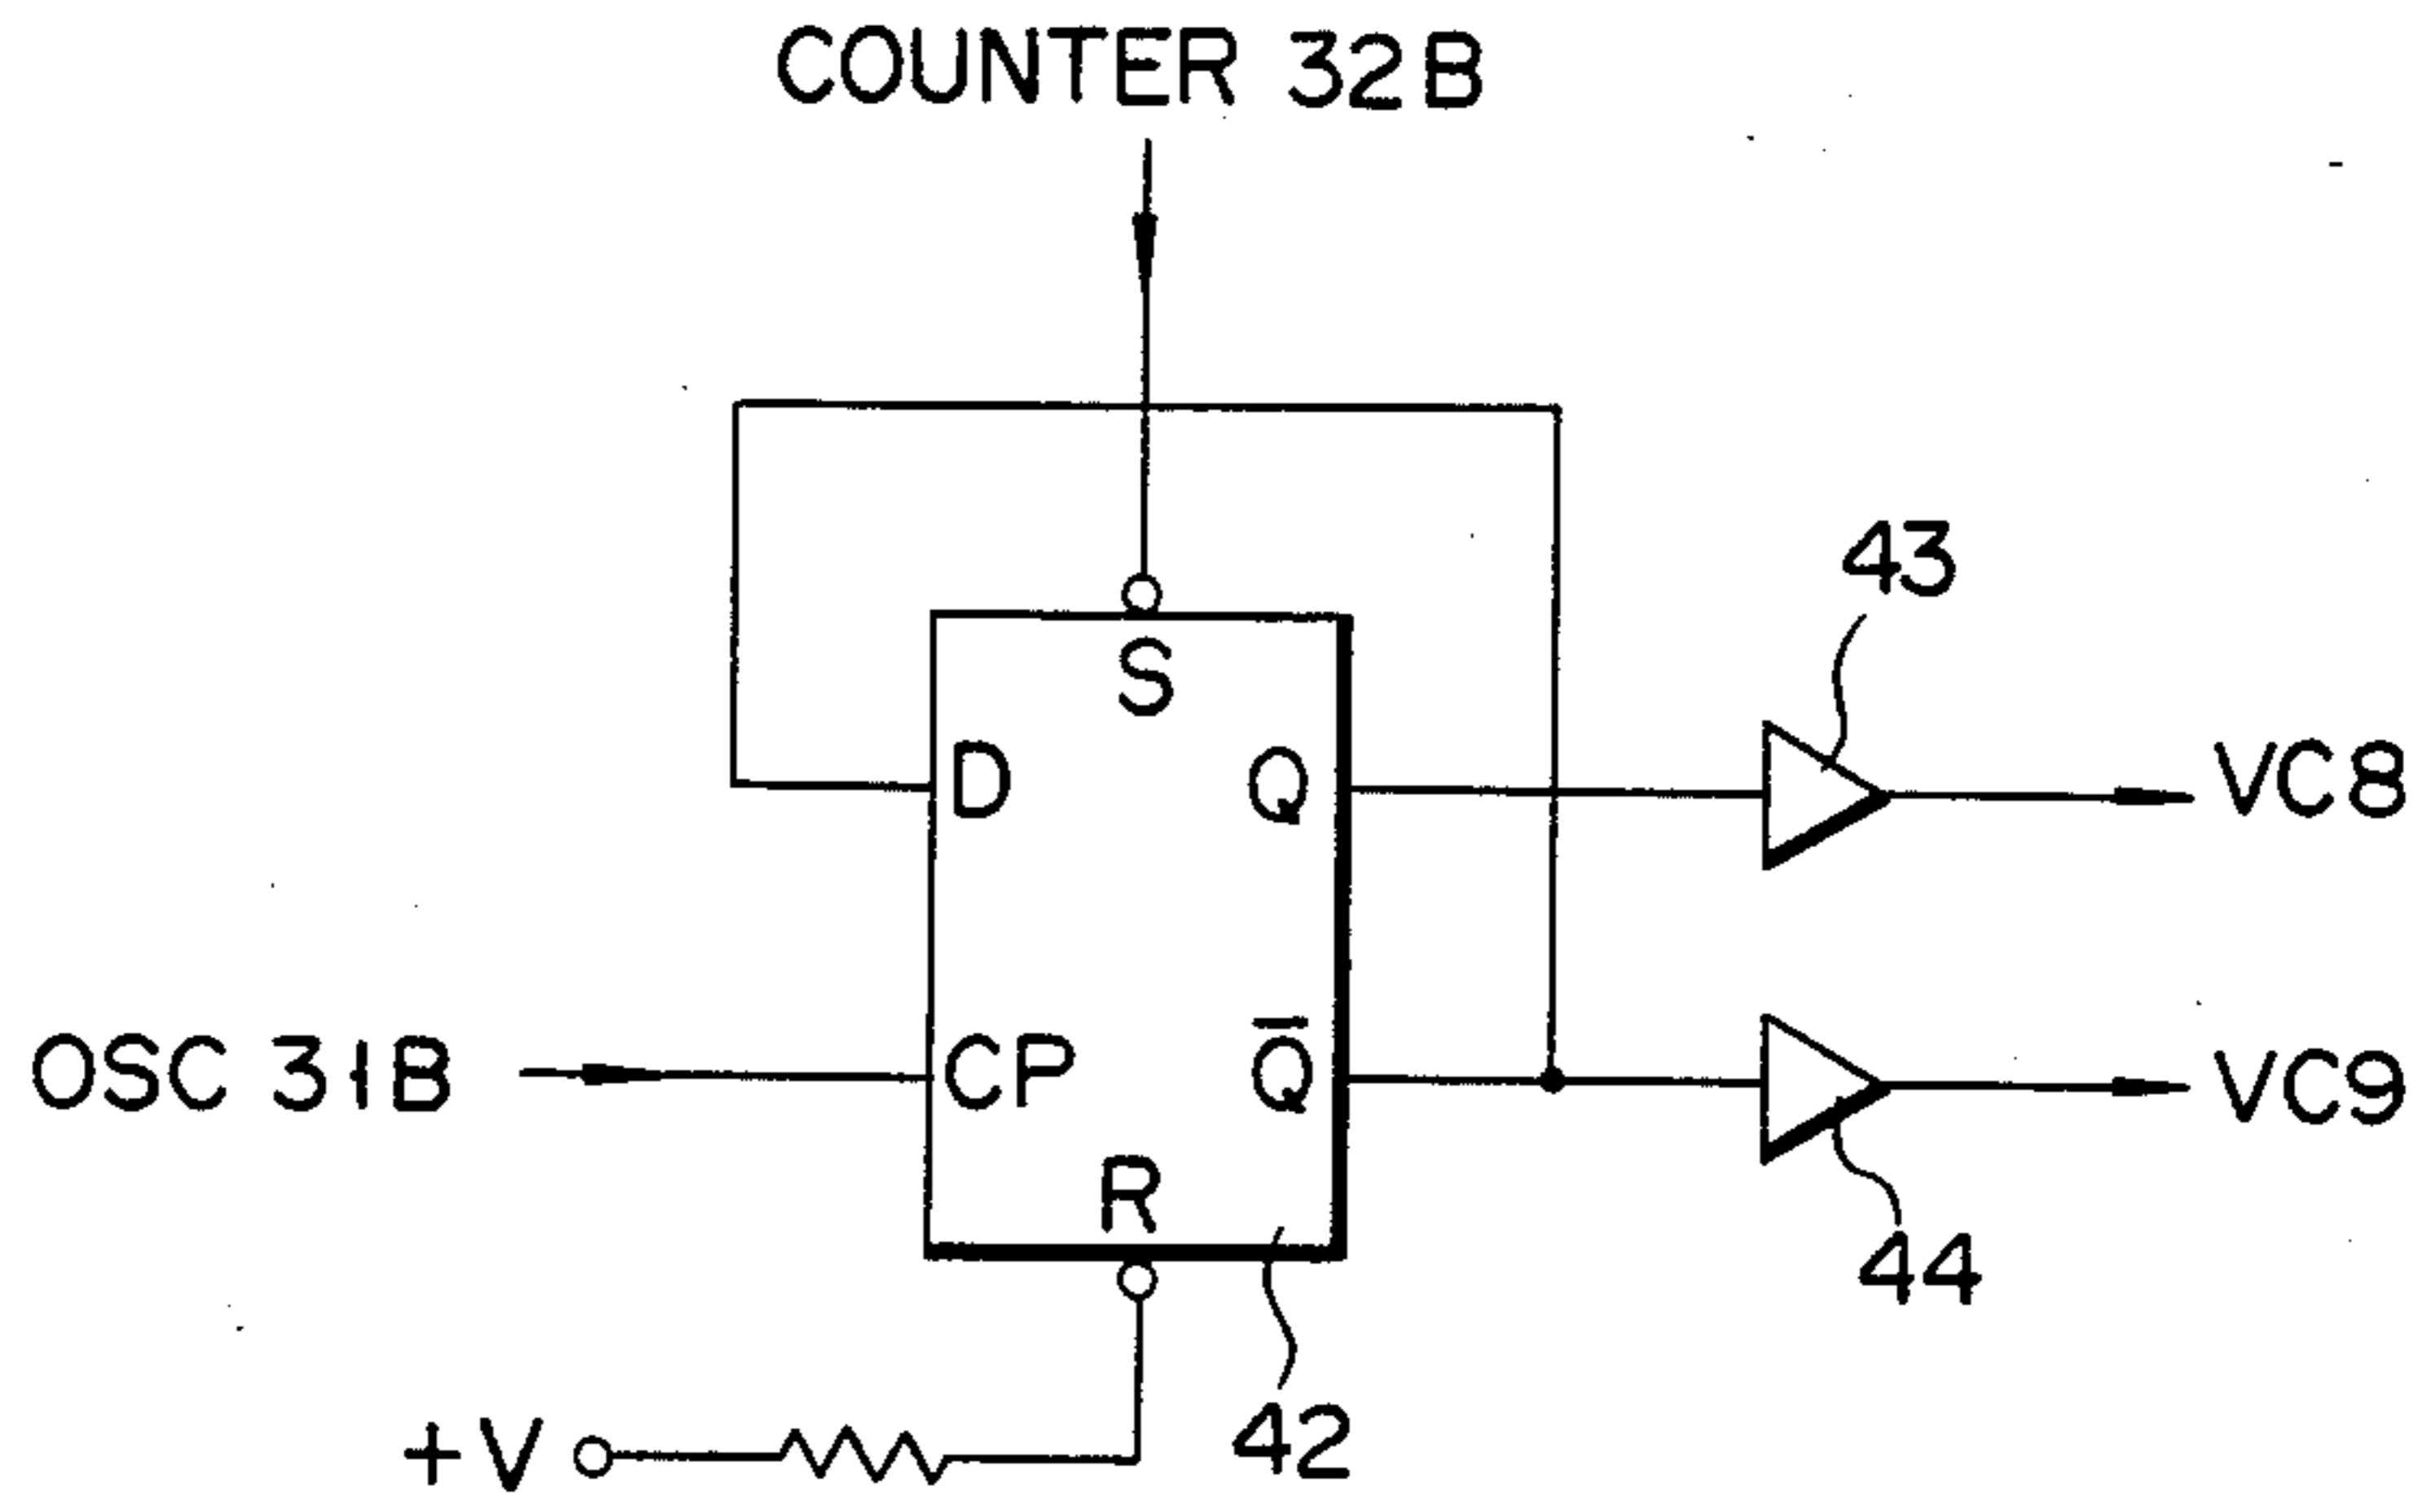 COUNTER 32B
43
S
D Q VC8
OSC 31B CP Q̅ VC9
R
44
+V 42